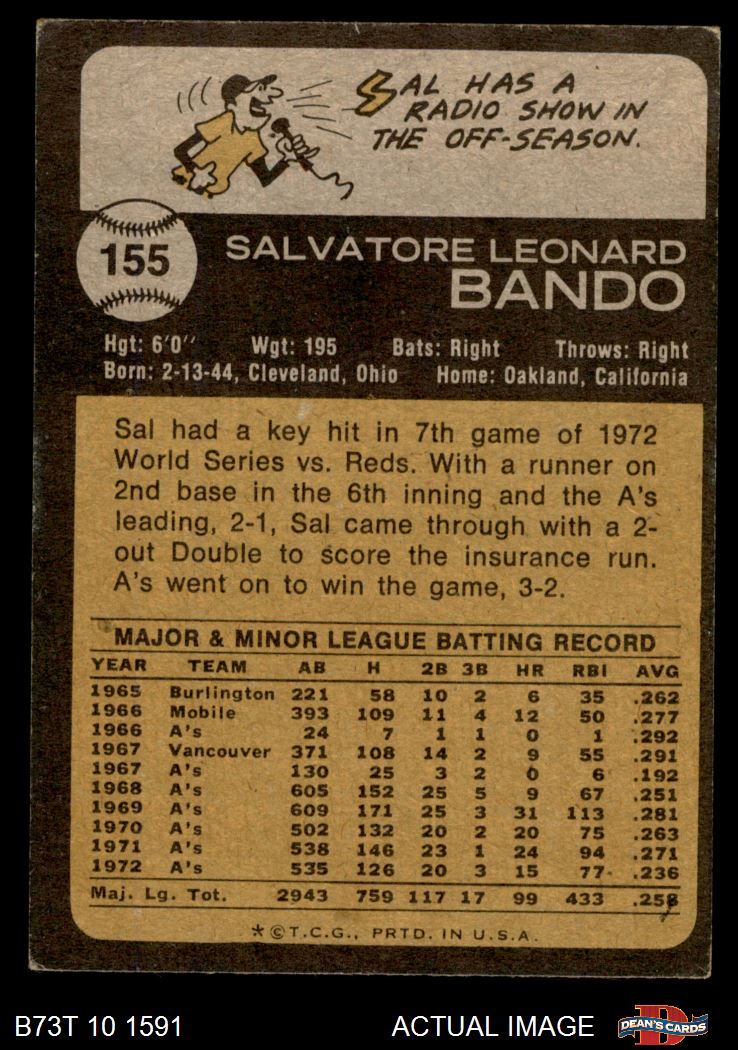 SAL HAS A
RADIO SHOW IN
THE OFF-SEASON.
155
SALVATORE LEONARD
BANDO
Hgt: 6'0" Wgt: 195 Bats: Right Throws: Right
Born: 2-13-44, Cleveland, Ohio Home: Oakland, California
Sal had a key hit in 7th game of 1972
World Series vs. Reds. With a runner on
2nd base in the 6th inning and the A's
leading, 2-1, Sal came through with a 2-
out Double to score the insurance run.
A's went on to win the game, 3-2.
MAJOR & MINOR LEAGUE BATTING RECORD
YEAR TEAM AB H 2B 3B HR RBI AVG
1965 Burlington 221 58 10 2 6 35 .262
1966 Mobile 393 109 11 4 12 50 .277
1966 A's 24 7 1 1 0 1 .292
1967 Vancouver 371 108 14 2 9 55 .291
1967 A's 130 25 3 2 0 6 .192
1968 A's 605 152 25 5 9 67 .251
1969 A's 609 171 25 3 31 113 .281
1970 A's 502 132 20 2 20 75 .263
1971 A's 538 146 23 1 24 94 .271
1972 A's 535 126 20 3 15 77 .236
Maj. Lg. Tot. 2943 759 117 17 99 433 .258
*©T.C.G., PRTD. IN U.S.A.
B73T 10 1591 ACTUAL IMAGE D DEAN'S CARDS